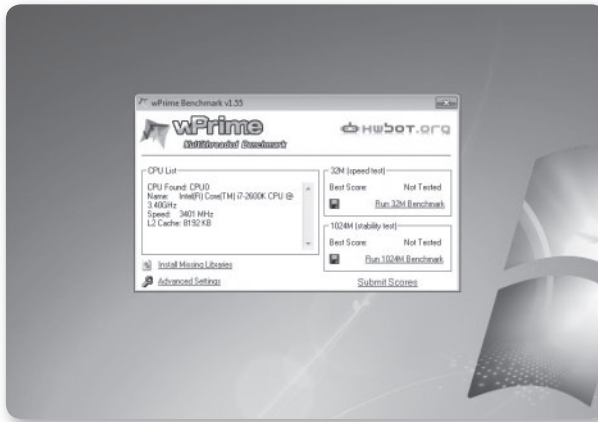 wPrime Benchmark v1.55
wPrime
Multithreaded Benchmark
hwbot.org
CPU List
CPU Found: CPU0
Name: Intel(R) Core(TM) i7-2600K CPU @
3.40GHz
Speed: 3401 MHz
L2 Cache: 8192 KB
32M (speed test)
Best Score: Not Tested
Run 32M Benchmark
1024M (stability test)
Best Score: Not Tested
Run 1024M Benchmark
Install Missing Libraries
Advanced Settings
Submit Scores